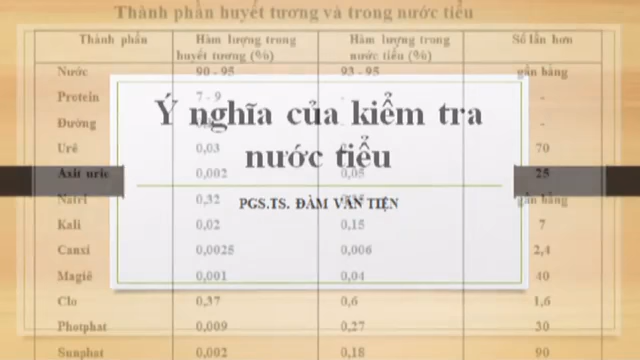 Thành phần huyết tương và trong nước tiểu
Thành phần Hàm lượng trong Hàm lượng trong Số lần hơn
huyết tương (%) nước tiểu (%)
Nước 90 - 95 93 - 95 gần bằng
Protein 7 - 9 -
Đường -
Ý nghĩa của kiểm tra
nước tiểu
Urê 0,03 70
Axit uric 0,002 0,05 25
PGS.TS. ĐÀM VĂN TIỆN
Natri 0,32 gần bằng
Kali 0,02 0,15 7
Canxi 0,0025 0,006 2,4
Magiê 0,001 0,04 40
Clo 0,37 0,6 1,6
Photphat 0,009 0,27 30
Sunphat 0,002 0,18 90